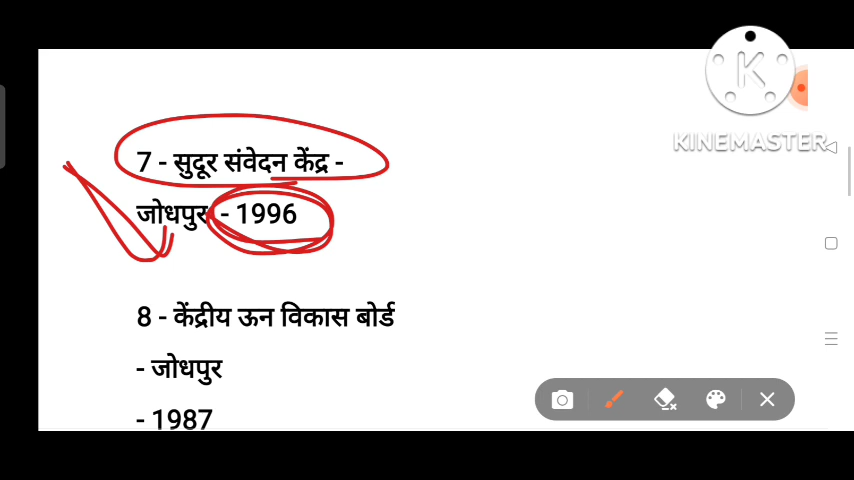 KINEMASTER
7 - सुदूर संवेदन केंद्र -
जोधपुर - 1996
8 - केंद्रीय ऊन विकास बोर्ड
- जोधपुर
- 1987